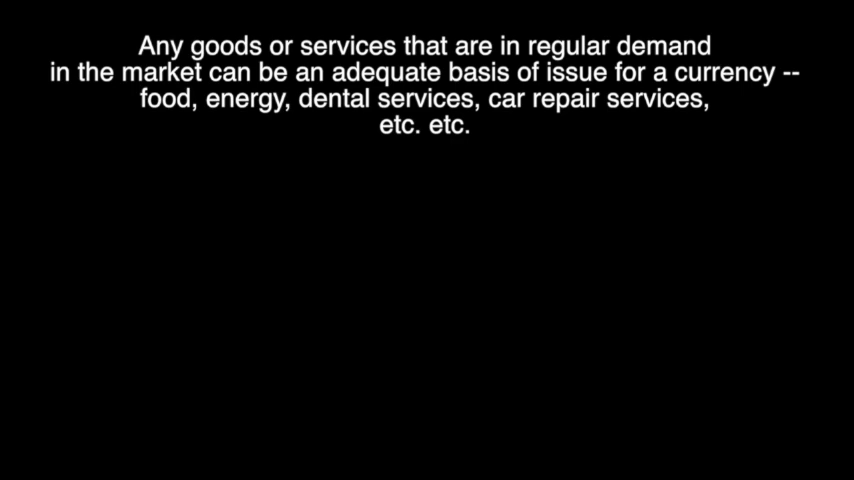 Any goods or services that are in regular demand
in the market can be an adequate basis of issue for a currency --
food, energy, dental services, car repair services,
etc. etc.